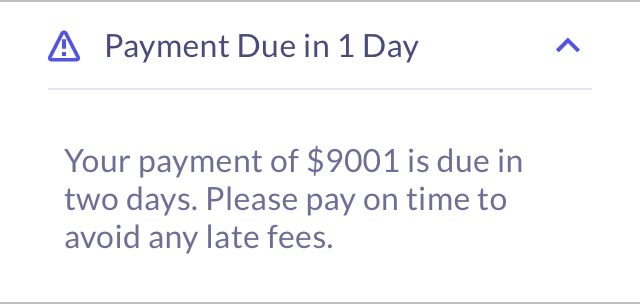 Payment Due in 1 Day
Your payment of $9001 is due in
two days. Please pay on time to
avoid any late fees.